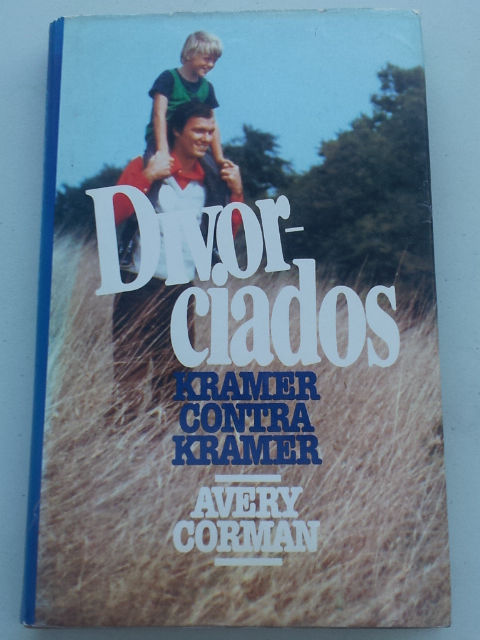 Divor-
ciados
KRAMER
CONTRA
KRAMER
AVERY
CORMAN